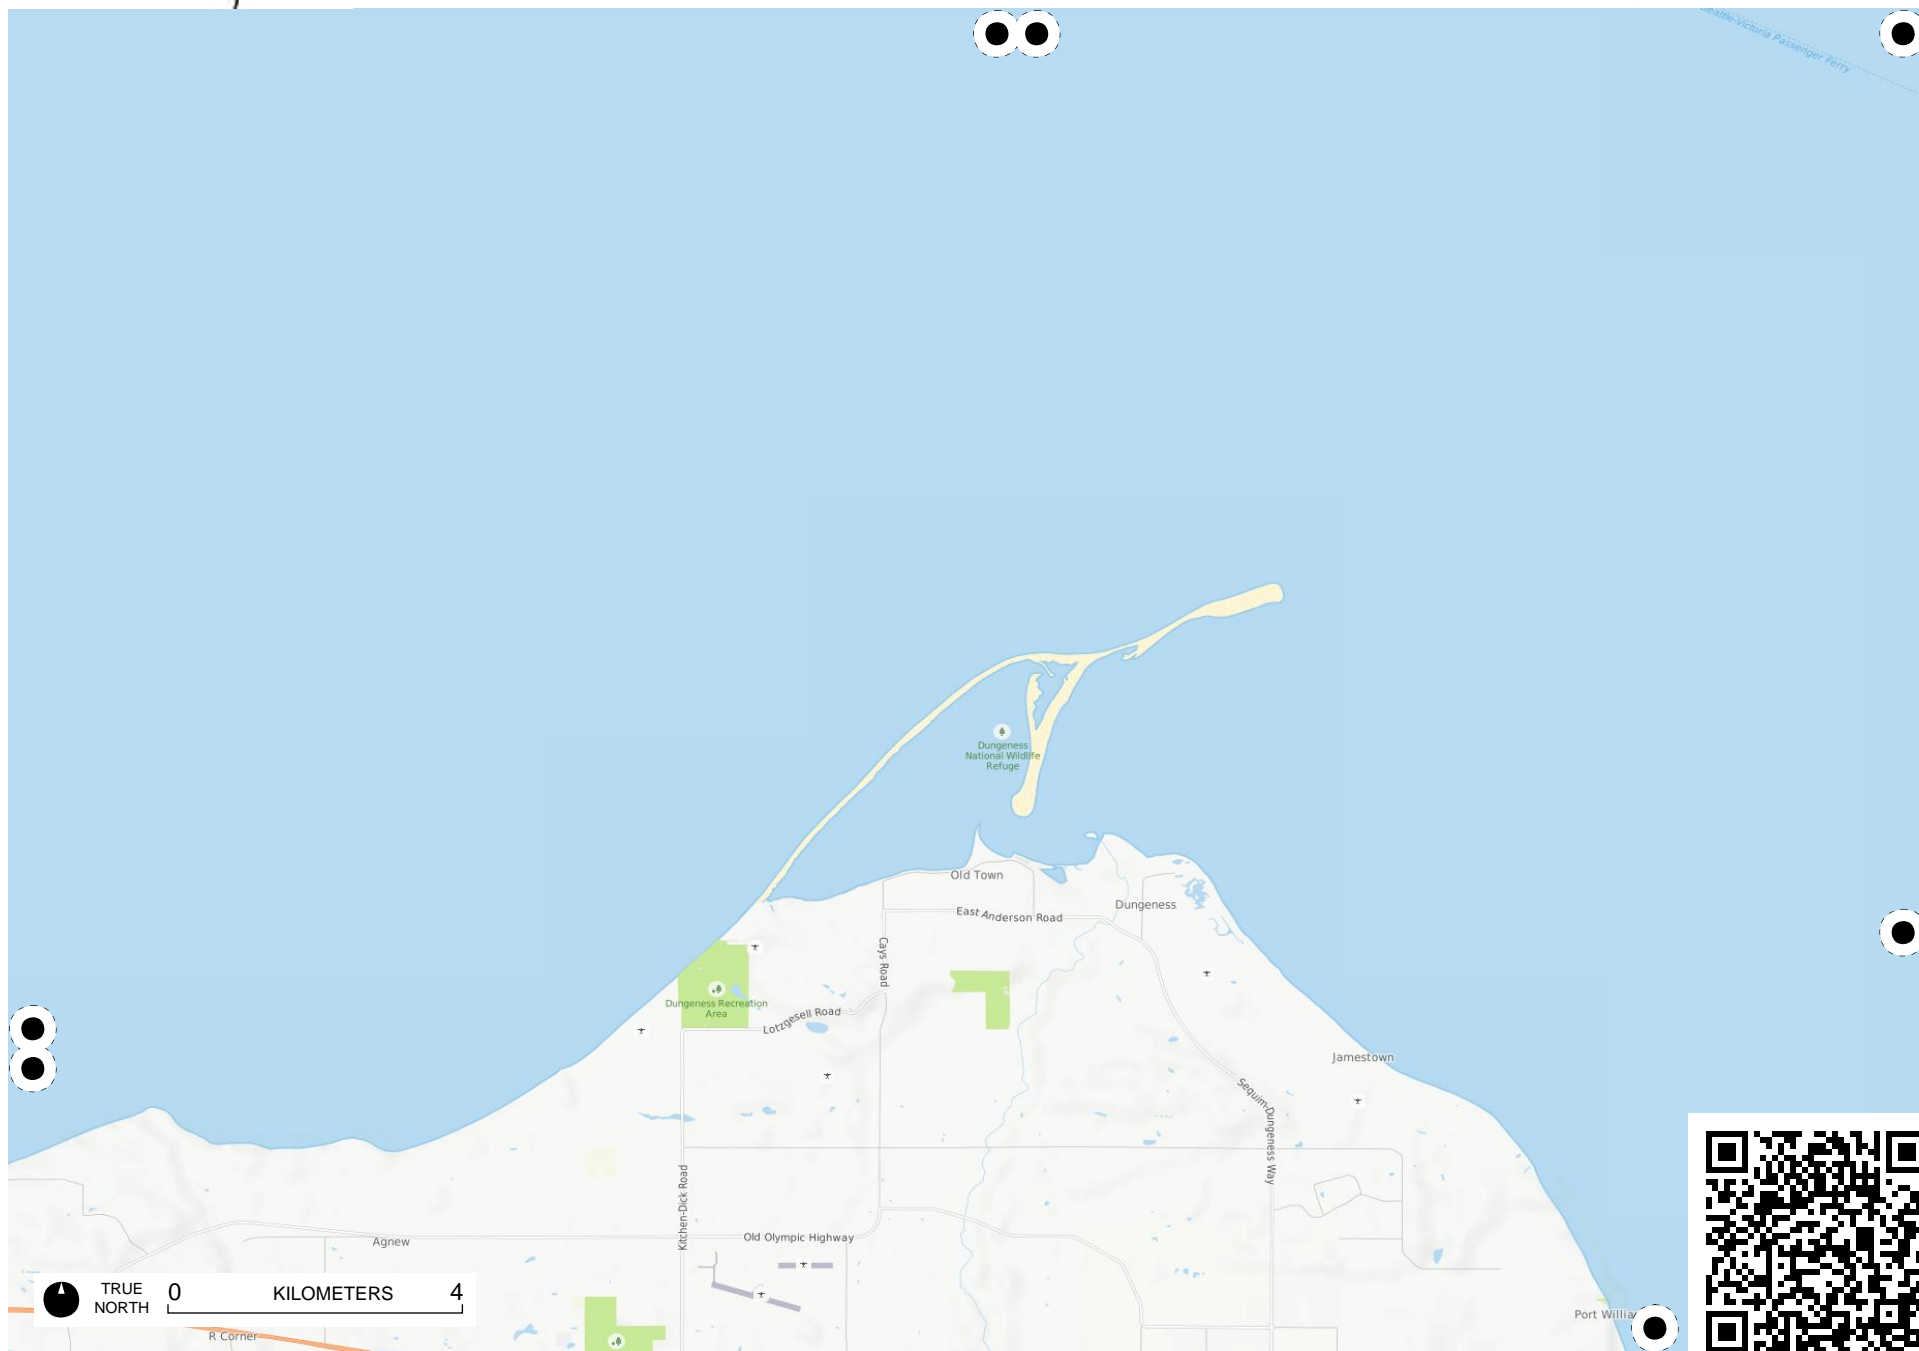 Seattle-Victoria Passenger Ferry
Dungeness
National Wildlife
Refuge
Old Town
Dungeness
East Anderson Road
Cays Road
Dungeness Recreation
Area
Lotzgesell Road
Jamestown
Sequim-Dungeness Way
Kitchen-Dick Road
Agnew
Old Olympic Highway
TRUE
NORTH
0 KILOMETERS 4
Port Willia
R Corner